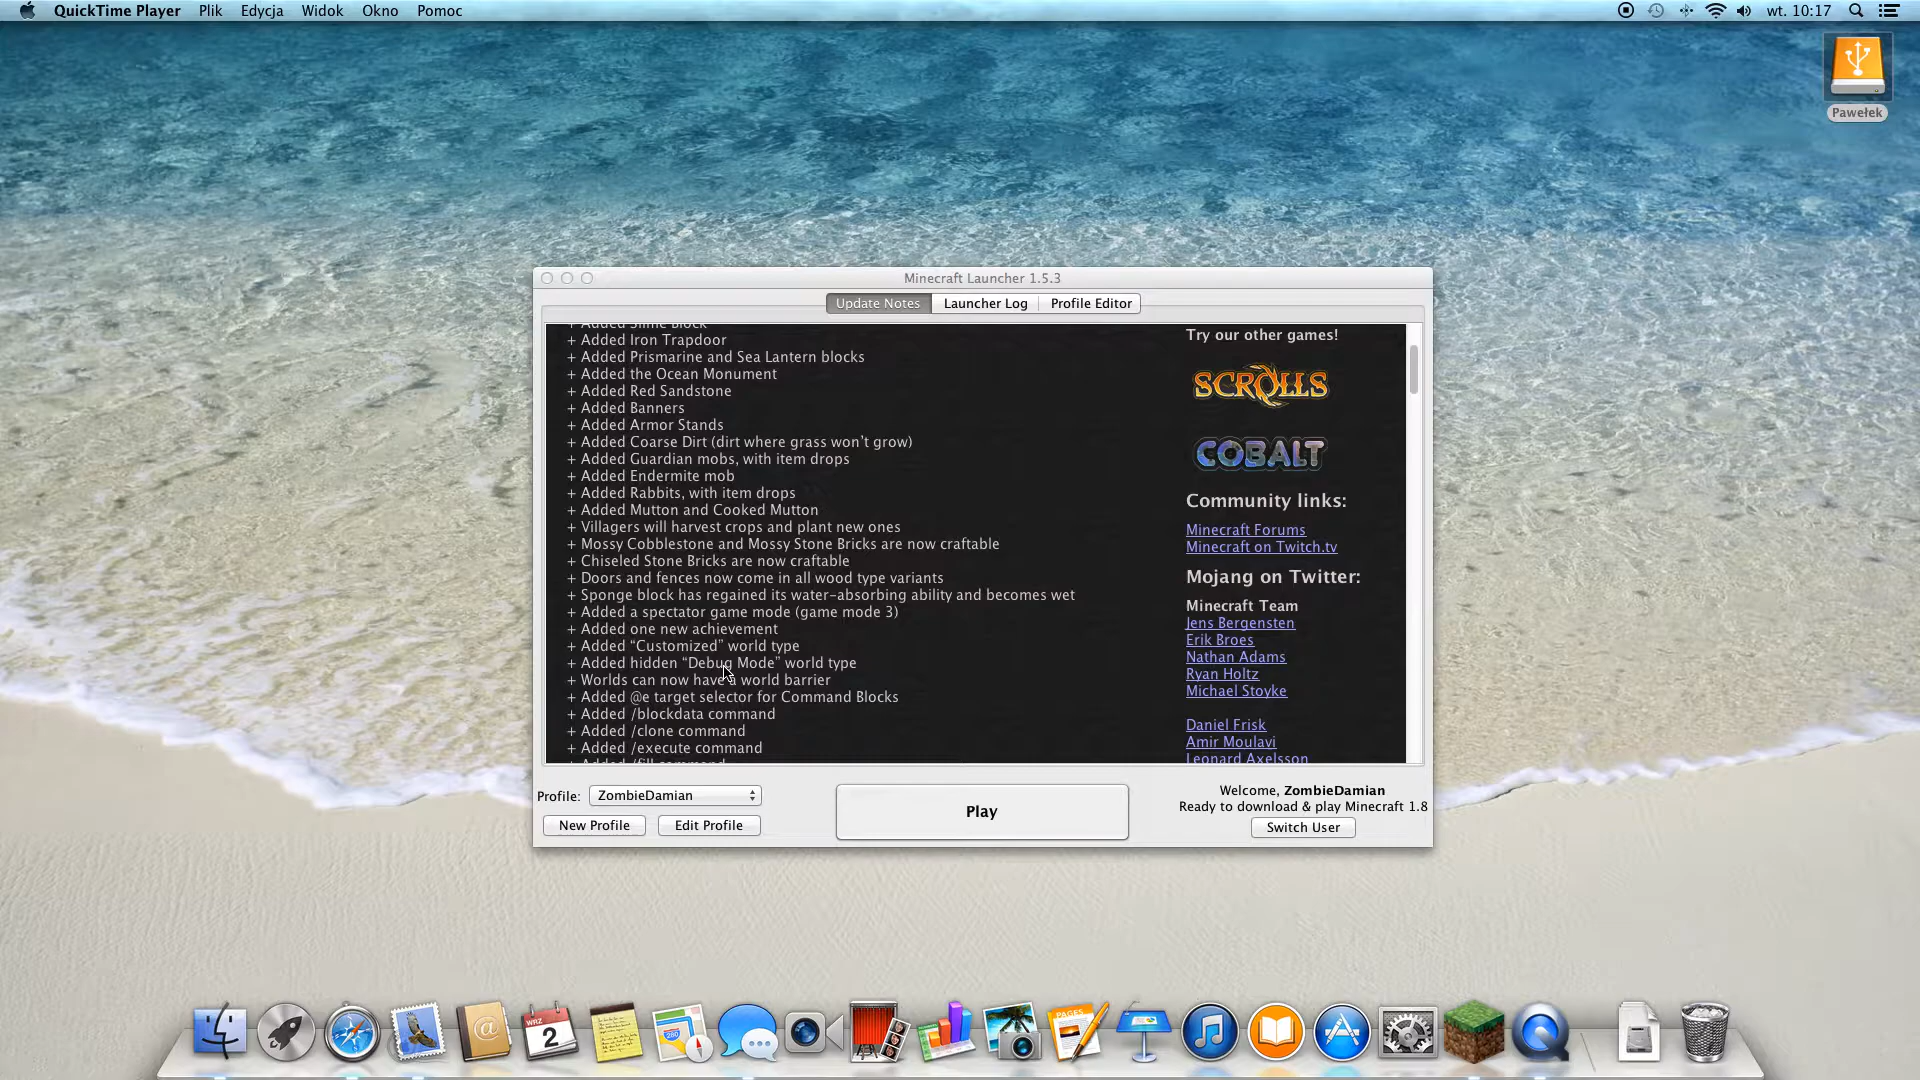 QuickTime Player Plik Edycja Widok Okno Pomoc wt. 10:17
Pawełek
Minecraft Launcher 1.5.3
Update Notes Launcher Log Profile Editor
+ Added Slime Block
+ Added Iron Trapdoor
+ Added Prismarine and Sea Lantern blocks
+ Added the Ocean Monument
+ Added Red Sandstone
+ Added Banners
+ Added Armor Stands
+ Added Coarse Dirt (dirt where grass won’t grow)
+ Added Guardian mobs, with item drops
+ Added Endermite mob
+ Added Rabbits, with item drops
+ Added Mutton and Cooked Mutton
+ Villagers will harvest crops and plant new ones
+ Mossy Cobblestone and Mossy Stone Bricks are now craftable
+ Chiseled Stone Bricks are now craftable
+ Doors and fences now come in all wood type variants
+ Sponge block has regained its water-absorbing ability and becomes wet
+ Added a spectator game mode (game mode 3)
+ Added one new achievement
+ Added “Customized” world type
+ Added hidden “Debug Mode” world type
+ Worlds can now have a world barrier
+ Added @e target selector for Command Blocks
+ Added /blockdata command
+ Added /clone command
+ Added /execute command
+ Added /fill command
Try our other games!
SCROLLS
COBALT
Community links:
Minecraft Forums
Minecraft on Twitch.tv
Mojang on Twitter:
Minecraft Team
Jens Bergensten
Erik Broes
Nathan Adams
Ryan Holtz
Michael Stoyke
Daniel Frisk
Amir Moulavi
Leonard Axelsson
Profile: ZombieDamian
New Profile Edit Profile
Play
Welcome, ZombieDamian
Ready to download & play Minecraft 1.8
Switch User
WRZ
2
280
PAGES